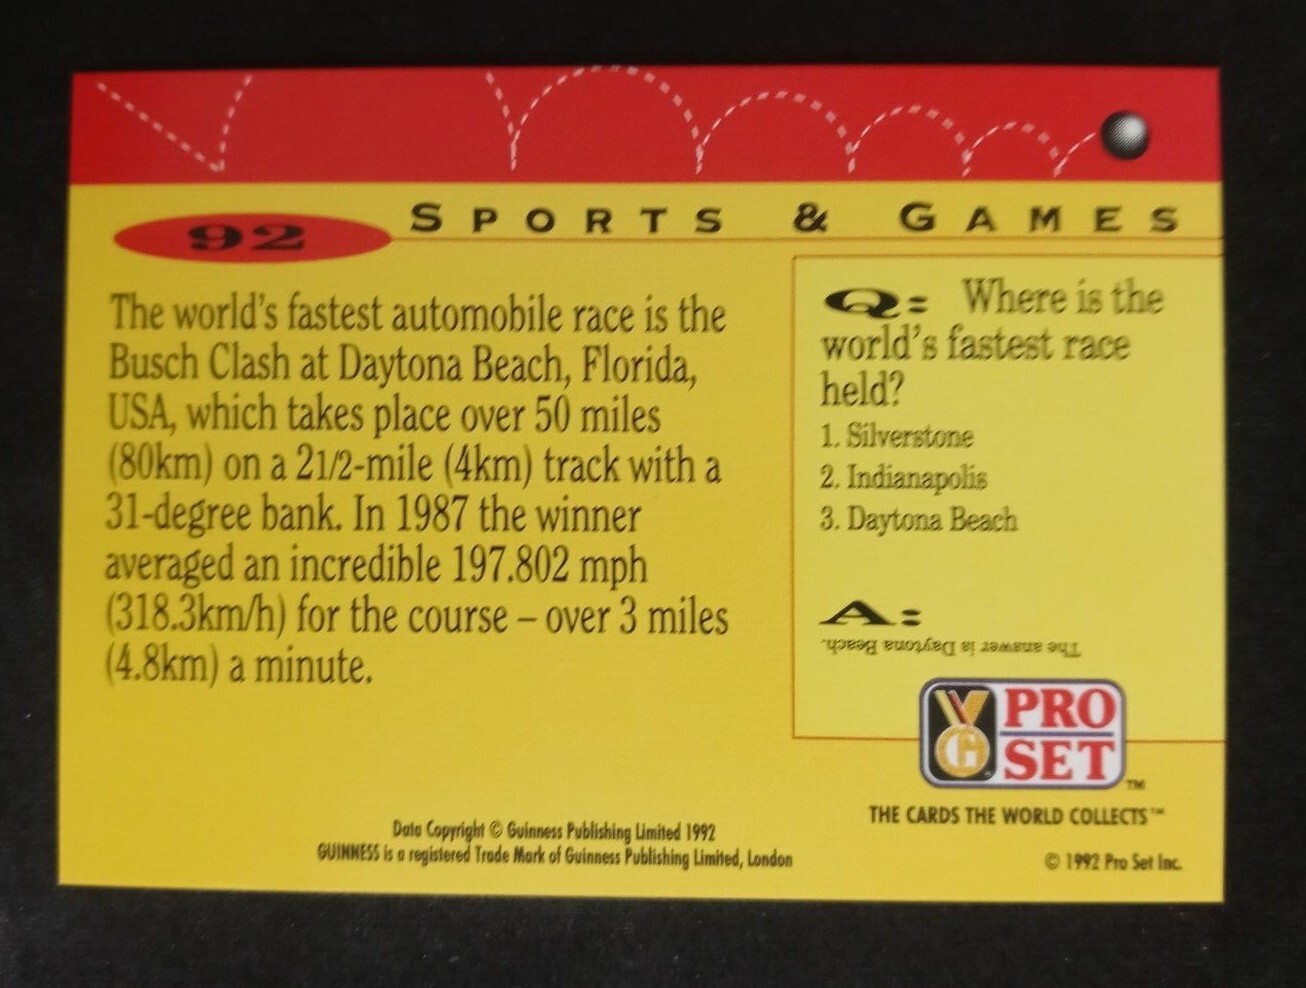 92
SPORTS & GAMES
The world's fastest automobile race is the
Busch Clash at Daytona Beach, Florida,
USA, which takes place over 50 miles
(80km) on a 21/2-mile (4km) track with a
31-degree bank. In 1987 the winner
averaged an incredible 197.802 mph
(318.3km/h) for the course – over 3 miles
(4.8km) a minute.
Q: Where is the
world's fastest race
held?
1. Silverstone
2. Indianapolis
3. Daytona Beach
A:
The answer is Daytona Beach.
G
PRO
SET
™
THE CARDS THE WORLD COLLECTS™
Data Copyright © Guinness Publishing Limited 1992
GUINNESS is a registered Trade Mark of Guinness Publishing Limited, London
© 1992 Pro Set Inc.